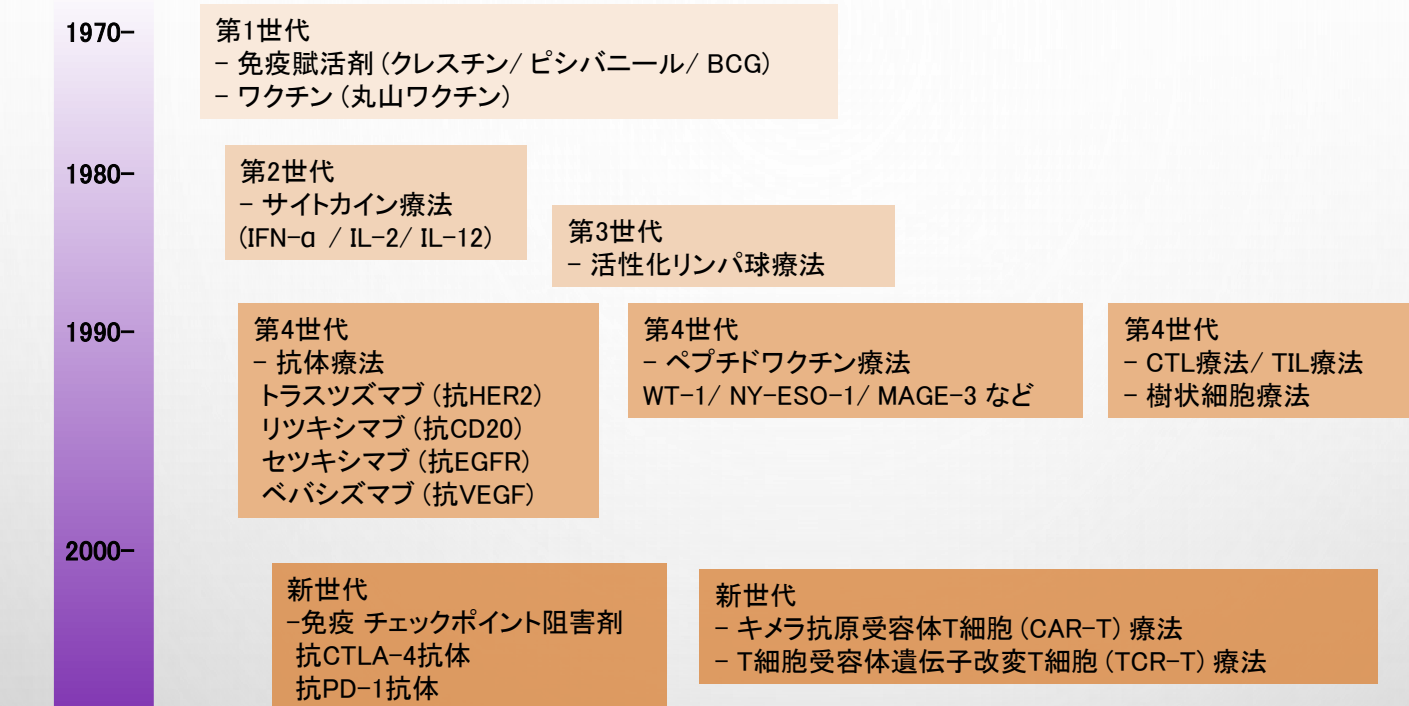 1970-
第1世代
- 免疫賦活剤 (クレスチン/ ピシバニール/ BCG)
- ワクチン (丸山ワクチン)
1980-
第2世代
- サイトカイン療法
(IFN-α / IL-2/ IL-12)
第3世代
- 活性化リンパ球療法
1990-
第4世代
- 抗体療法
トラスツズマブ (抗HER2)
リツキシマブ (抗CD20)
セツキシマブ (抗EGFR)
ベバシズマブ (抗VEGF)
第4世代
- ペプチドワクチン療法
WT-1/ NY-ESO-1/ MAGE-3 など
第4世代
- CTL療法/ TIL療法
- 樹状細胞療法
2000-
新世代
-免疫 チェックポイント阻害剤
抗CTLA-4抗体
抗PD-1抗体
新世代
- キメラ抗原受容体T細胞 (CAR-T) 療法
- T細胞受容体遺伝子改変T細胞 (TCR-T) 療法